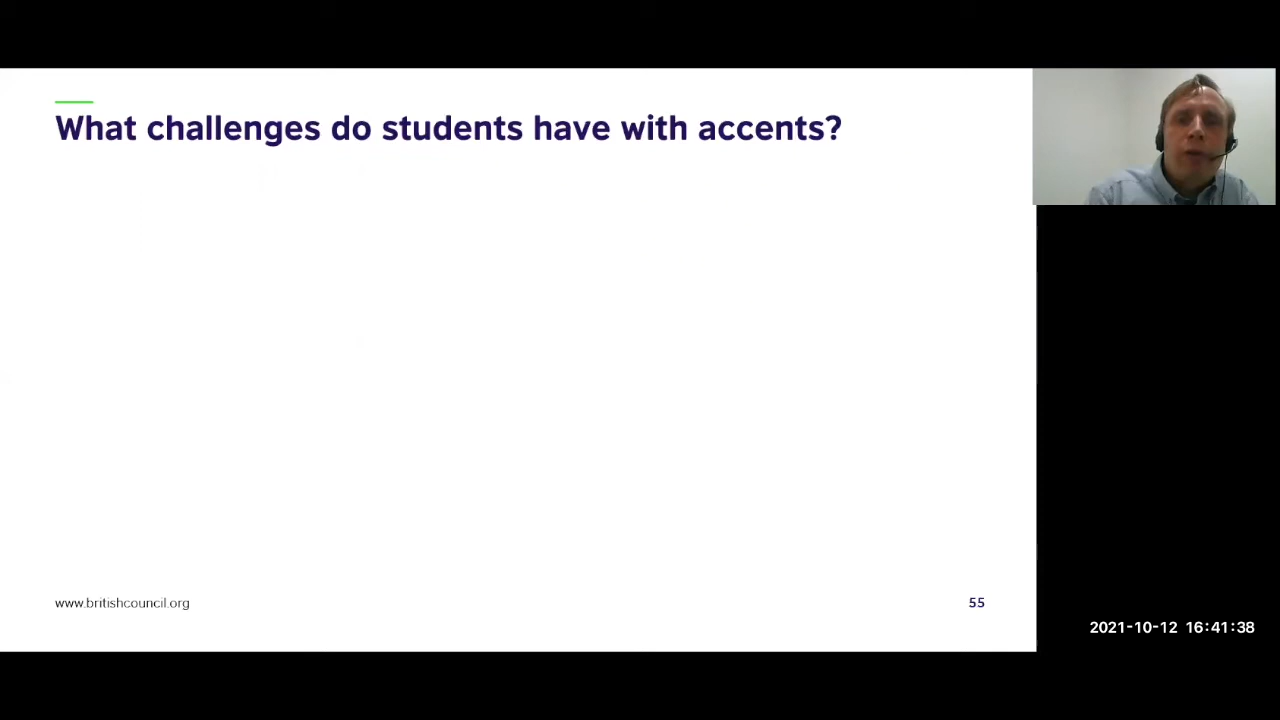 What challenges do students have with accents?
www.britishcouncil.org
55
2021-10-12 16:41:38